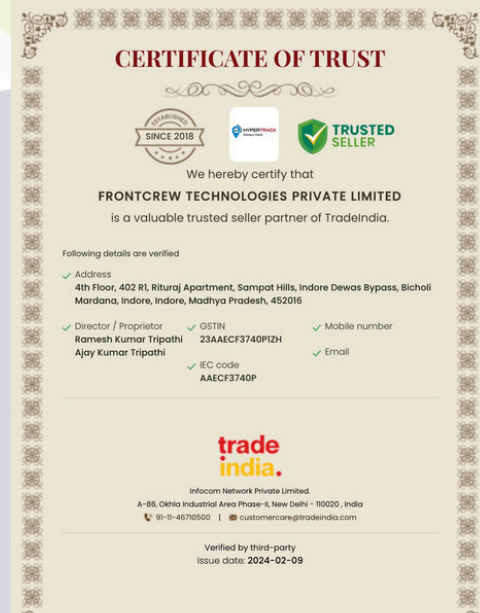 CERTIFICATE OF TRUST
ESTABLISHED
SINCE 2018
HYPERTRACK
TRUSTED
SELLER
We hereby certify that
FRONTCREW TECHNOLOGIES PRIVATE LIMITED
is a valuable trusted seller partner of TradeIndia.
Following details are verified
Address
4th Floor, 402 R1, Rituraj Apartment, Sampat Hills, Indore Dewas Bypass, Bicholi
Mardana, Indore, Indore, Madhya Pradesh, 452016
Director / Proprietor
Ramesh Kumar Tripathi
Ajay Kumar Tripathi
GSTIN
23AAECF3740P1ZH
IEC code
AAECF3740P
Mobile number
Email
trade
india.
Infocom Network Private Limited.
A-86, Okhla Industrial Area Phase-II, New Delhi - 110020 , India
91-11-46710500 | customercare@tradeindia.com
Verified by third-party
Issue date: 2024-02-09